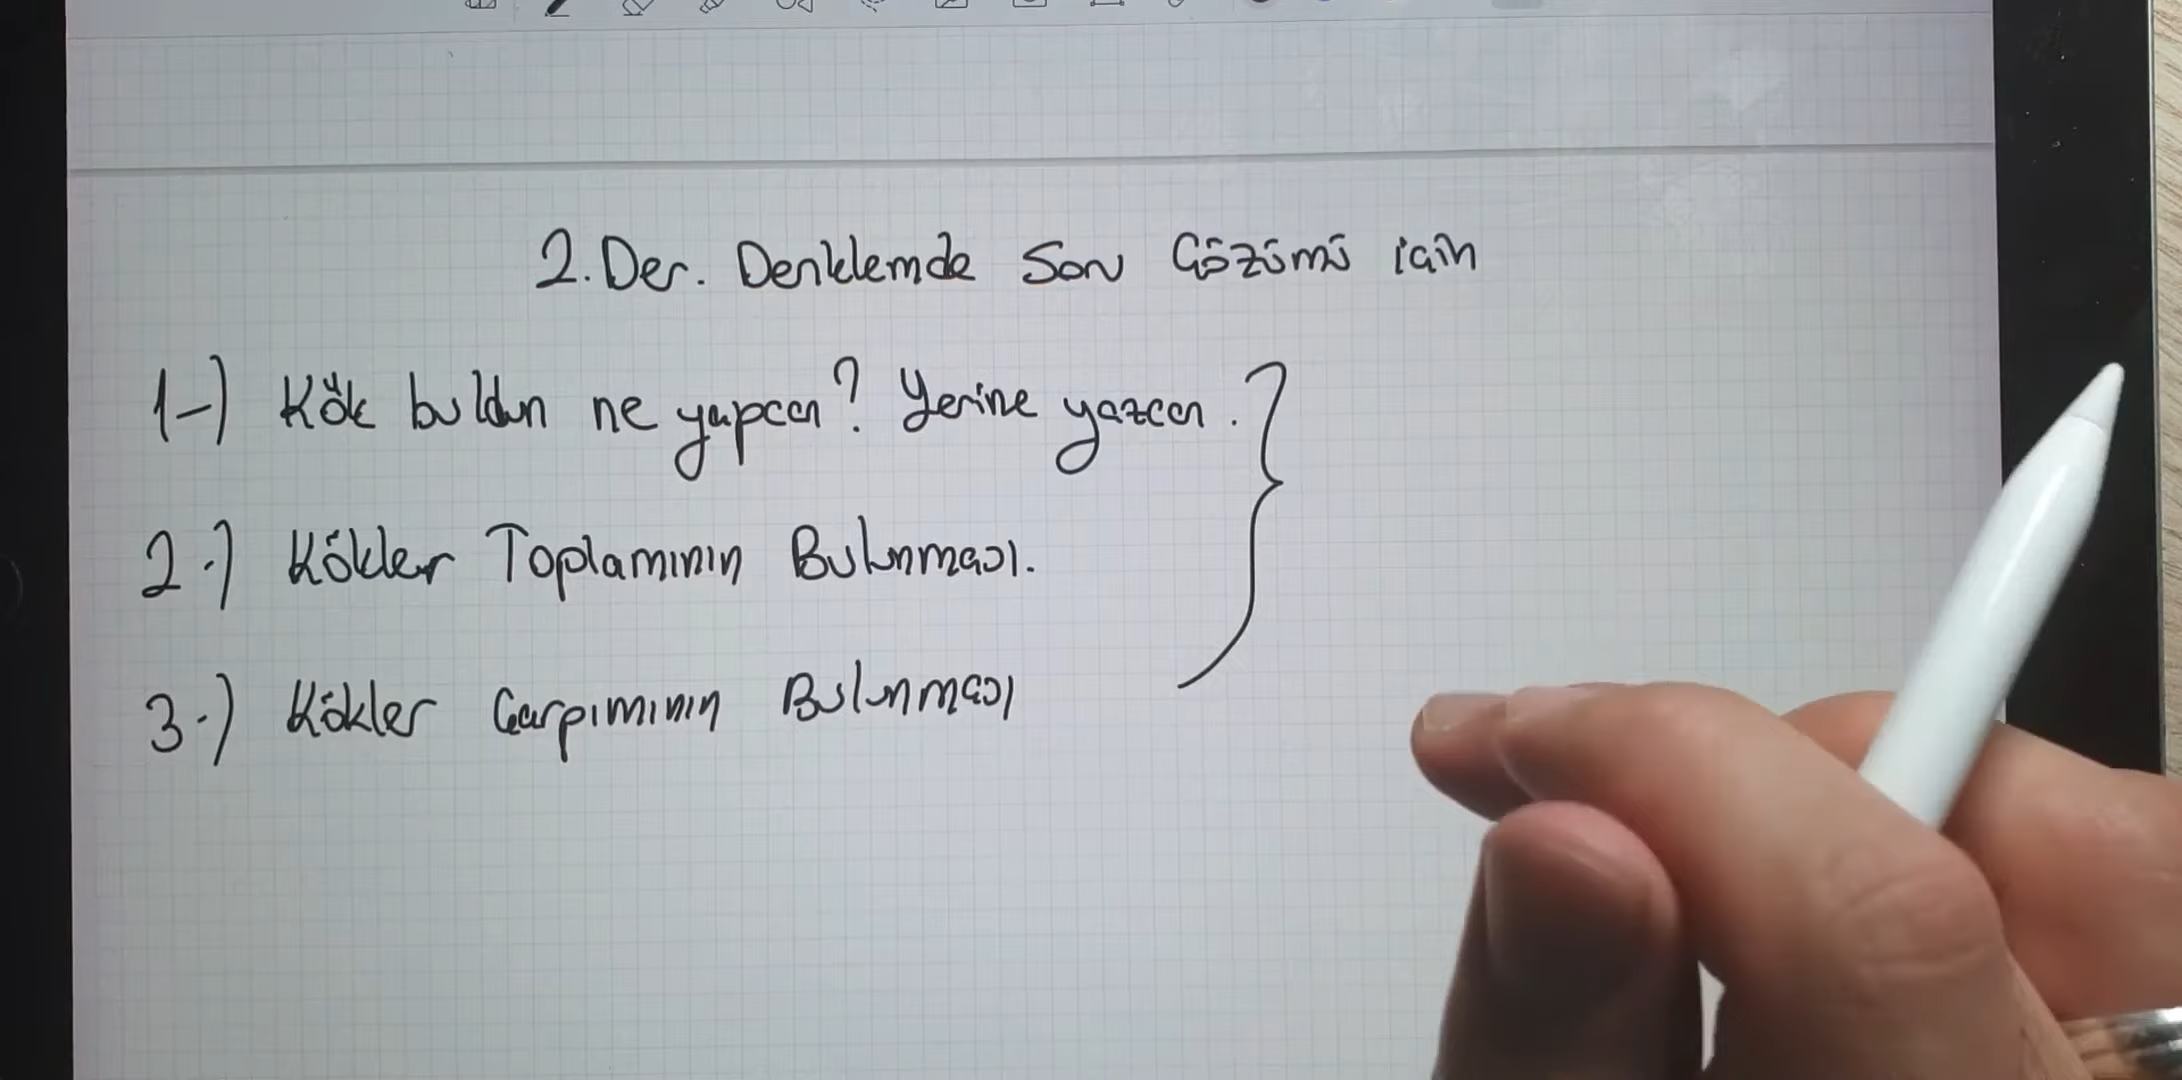 2. Der. Denklemde Soru Çözümü için
1-) Kök buldun ne yapcan? Yerine yazcan.
2-) Kökler Toplamının Bulunması.
3-) Kökler Çarpımının Bulunması